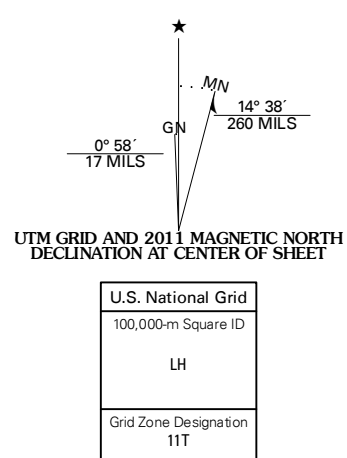 ★
MN
14° 38´
260 MILS
GN
0° 58´
17 MILS
UTM GRID AND 2011 MAGNETIC NORTH
DECLINATION AT CENTER OF SHEET
U.S. National Grid
100,000-m Square ID
LH
Grid Zone Designation
11T